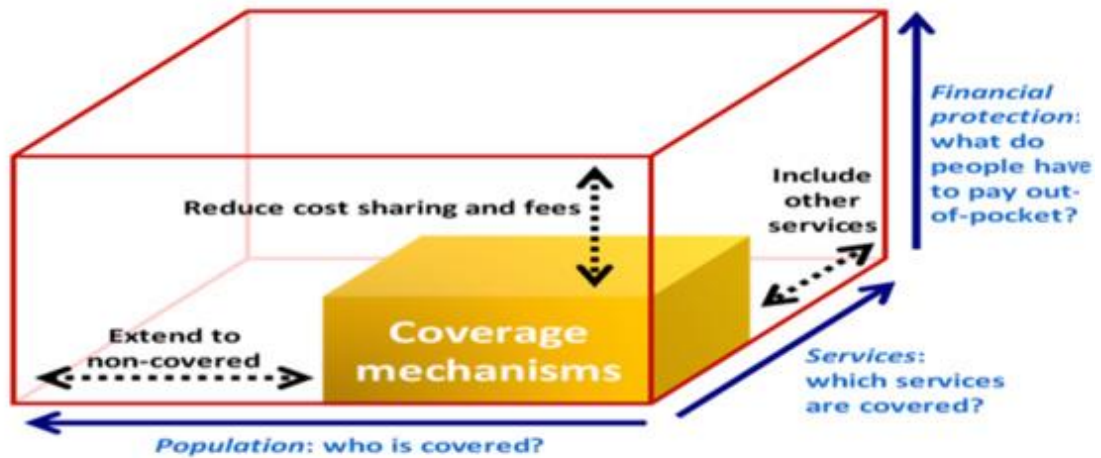 Financial
protection:
what do
people have
to pay out-
of-pocket?
Include
other
services
Reduce cost sharing and fees
Extend to
non-covered
Coverage
mechanisms
Services:
which services
are covered?
Population: who is covered?